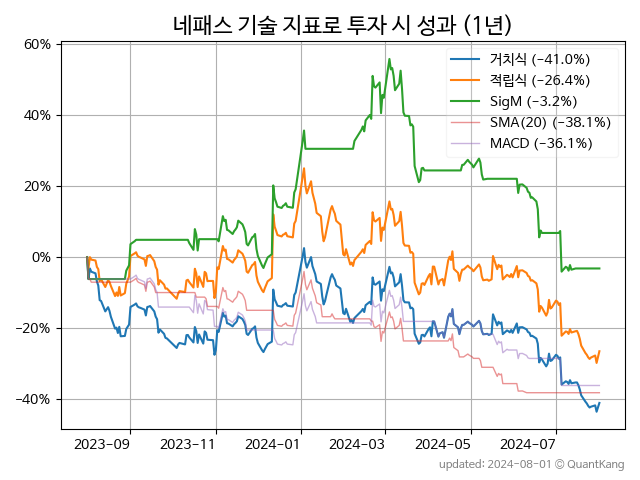 네패스 기술 지표로 투자 시 성과 (1년)
60%
40%
20%
0%
−20%
−40%
거치식 (−41.0%)
적립식 (−26.4%)
SigM (−3.2%)
SMA(20) (−38.1%)
MACD (−36.1%)
2023-09
2023-11
2024-01
2024-03
2024-05
2024-07
updated: 2024-08-01 © QuantKang